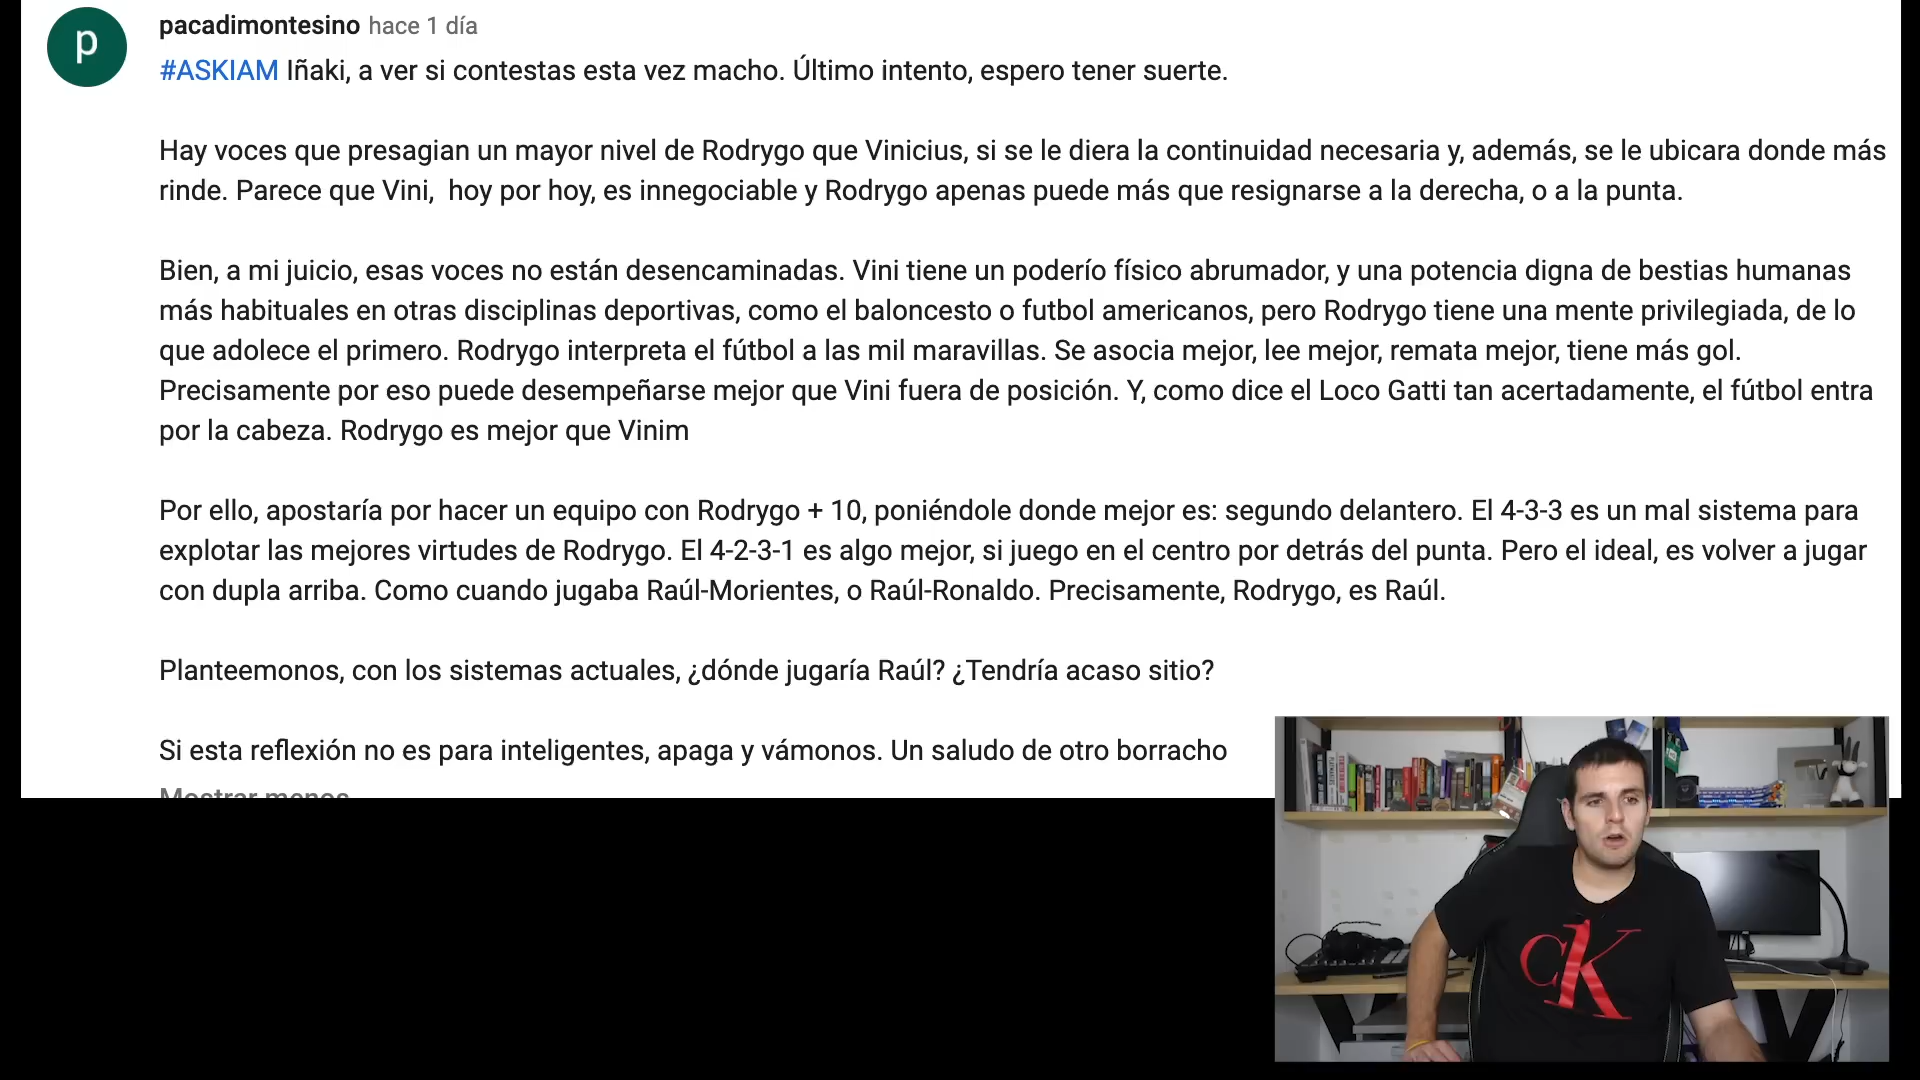 p
pacadimontesino hace 1 día
#ASKIAM Iñaki, a ver si contestas esta vez macho. Último intento, espero tener suerte.
Hay voces que presagian un mayor nivel de Rodrygo que Vinicius, si se le diera la continuidad necesaria y, además, se le ubicara donde más
rinde. Parece que Vini,  hoy por hoy, es innegociable y Rodrygo apenas puede más que resignarse a la derecha, o a la punta.
Bien, a mi juicio, esas voces no están desencaminadas. Vini tiene un poderío físico abrumador, y una potencia digna de bestias humanas
más habituales en otras disciplinas deportivas, como el baloncesto o futbol americanos, pero Rodrygo tiene una mente privilegiada, de lo
que adolece el primero. Rodrygo interpreta el fútbol a las mil maravillas. Se asocia mejor, lee mejor, remata mejor, tiene más gol.
Precisamente por eso puede desempeñarse mejor que Vini fuera de posición. Y, como dice el Loco Gatti tan acertadamente, el fútbol entra
por la cabeza. Rodrygo es mejor que Vinim
Por ello, apostaría por hacer un equipo con Rodrygo + 10, poniéndole donde mejor es: segundo delantero. El 4-3-3 es un mal sistema para
explotar las mejores virtudes de Rodrygo. El 4-2-3-1 es algo mejor, si juego en el centro por detrás del punta. Pero el ideal, es volver a jugar
con dupla arriba. Como cuando jugaba Raúl-Morientes, o Raúl-Ronaldo. Precisamente, Rodrygo, es Raúl.
Planteemonos, con los sistemas actuales, ¿dónde jugaría Raúl? ¿Tendría acaso sitio?
Si esta reflexión no es para inteligentes, apaga y vámonos. Un saludo de otro borracho
Mostrar menos
CK